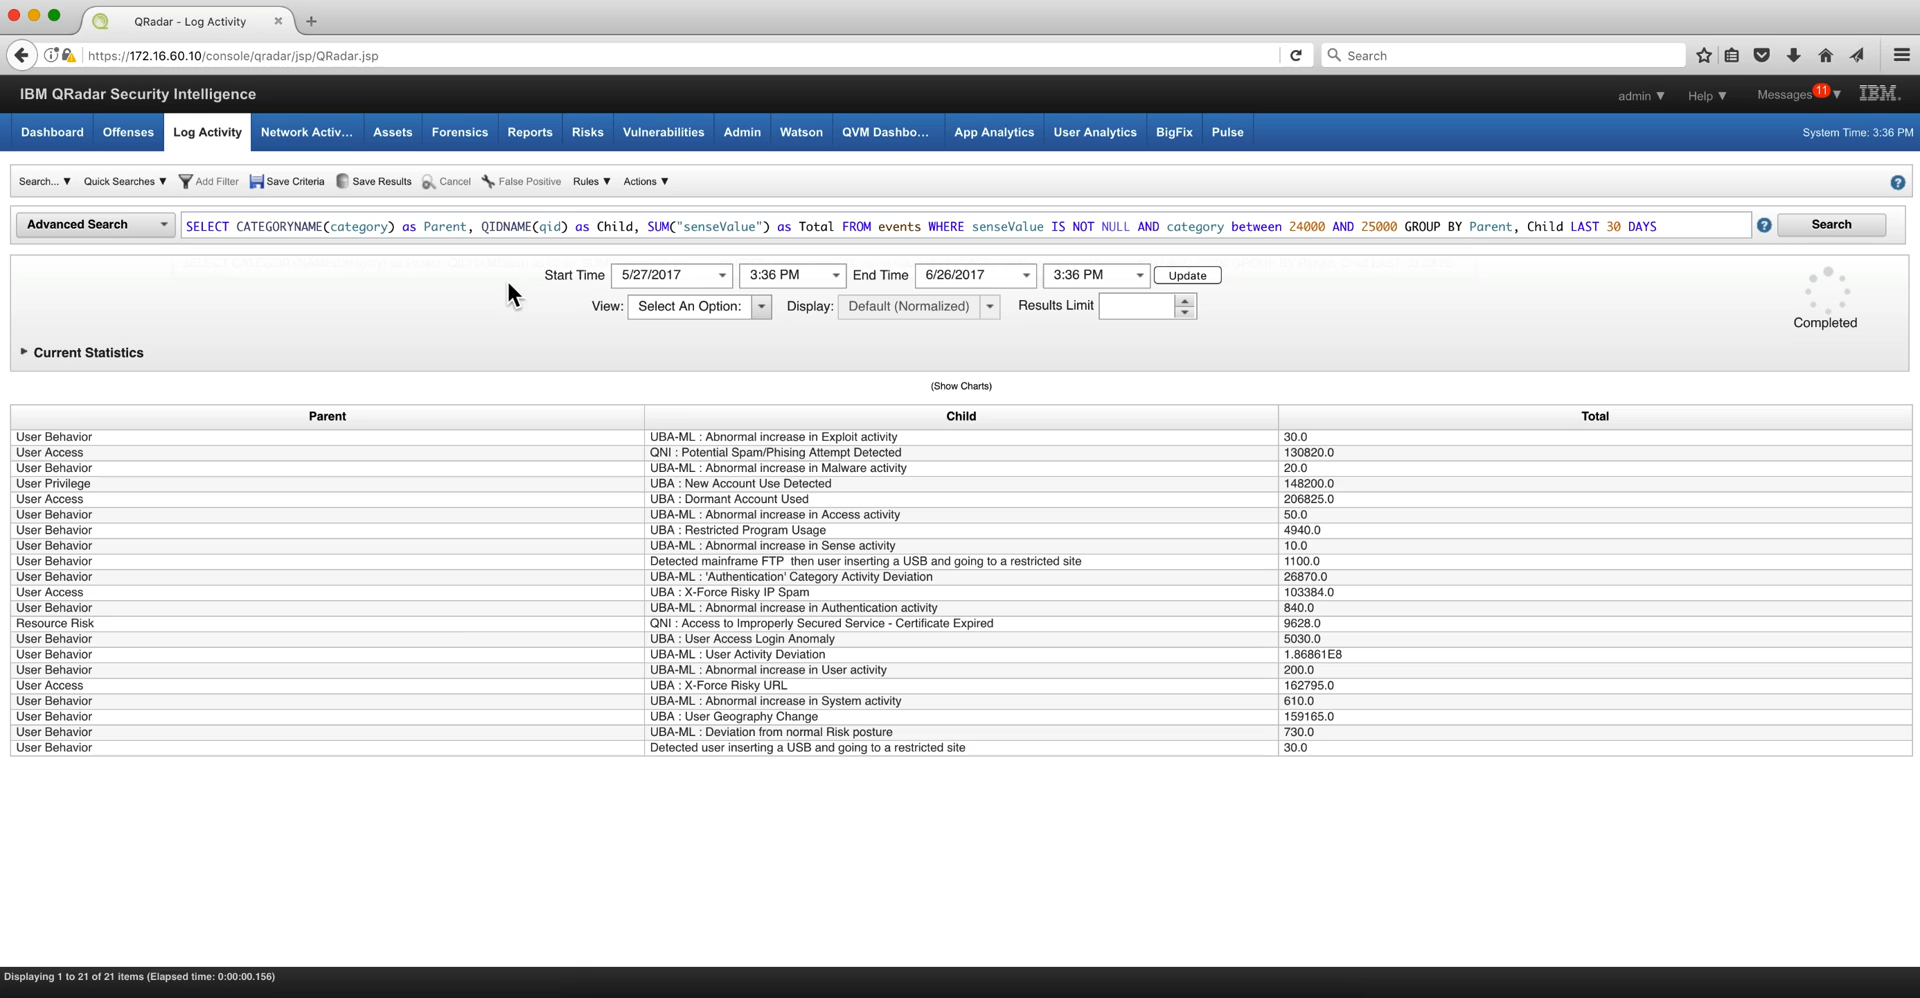 QRadar - Log Activity
https://172.16.60.10/console/qradar/jsp/QRadar.jsp
Search
IBM QRadar Security Intelligence
admin ▼ Help ▼ Messages 11 ▼ IBM.
Dashboard Offenses Log Activity Network Activ... Assets Forensics Reports Risks Vulnerabilities Admin Watson QVM Dashbo... App Analytics User Analytics BigFix Pulse System Time: 3:36 PM
Search... ▼ Quick Searches ▼ Add Filter Save Criteria Save Results Cancel False Positive Rules ▼ Actions ▼ ?
Advanced Search SELECT CATEGORYNAME(category) as Parent, QIDNAME(qid) as Child, SUM("senseValue") as Total FROM events WHERE senseValue IS NOT NULL AND category between 24000 AND 25000 GROUP BY Parent, Child LAST 30 DAYS ? Search
Start Time 5/27/2017 3:36 PM End Time 6/26/2017 3:36 PM Update
View: Select An Option: Display: Default (Normalized) Results Limit
Completed
Current Statistics
(Show Charts)
Parent Child Total
User Behavior UBA-ML : Abnormal increase in Exploit activity 30.0
User Access QNI : Potential Spam/Phising Attempt Detected 130820.0
User Behavior UBA-ML : Abnormal increase in Malware activity 20.0
User Privilege UBA : New Account Use Detected 148200.0
User Access UBA : Dormant Account Used 206825.0
User Behavior UBA-ML : Abnormal increase in Access activity 50.0
User Behavior UBA : Restricted Program Usage 4940.0
User Behavior UBA-ML : Abnormal increase in Sense activity 10.0
User Behavior Detected mainframe FTP then user inserting a USB and going to a restricted site 1100.0
User Behavior UBA-ML : 'Authentication' Category Activity Deviation 26870.0
User Access UBA : X-Force Risky IP Spam 103384.0
User Behavior UBA-ML : Abnormal increase in Authentication activity 840.0
Resource Risk QNI : Access to Improperly Secured Service - Certificate Expired 9628.0
User Behavior UBA : User Access Login Anomaly 5030.0
User Behavior UBA-ML : User Activity Deviation 1.86861E8
User Behavior UBA-ML : Abnormal increase in User activity 200.0
User Access UBA : X-Force Risky URL 162795.0
User Behavior UBA-ML : Abnormal increase in System activity 610.0
User Behavior UBA : User Geography Change 159165.0
User Behavior UBA-ML : Deviation from normal Risk posture 730.0
User Behavior Detected user inserting a USB and going to a restricted site 30.0
Displaying 1 to 21 of 21 items (Elapsed time: 0:00:00.156)